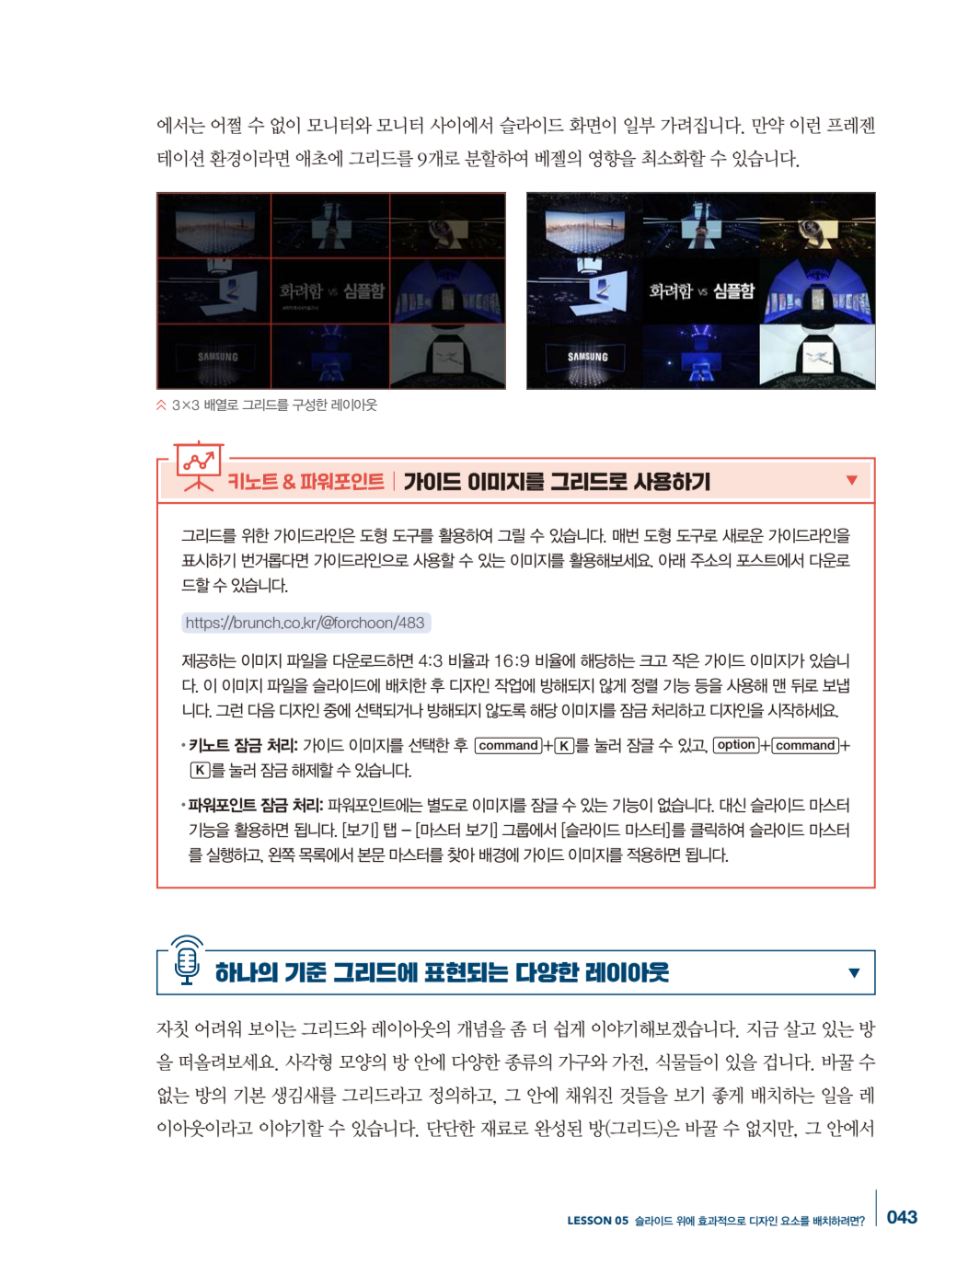 에서는 어쩔 수 없이 모니터와 모니터 사이에서 슬라이드 화면이 일부 가려집니다. 만약 이런 프레젠
테이션 환경이라면 애초에 그리드를 9개로 분할하여 베젤의 영향을 최소화할 수 있습니다.
화려함 vs 심플함
SAMSUNG
화려함 vs 심플함
SAMSUNG
3×3 배열로 그리드를 구성한 레이아웃
키노트 & 파워포인트 | 가이드 이미지를 그리드로 사용하기 ▼
그리드를 위한 가이드라인은 도형 도구를 활용하여 그릴 수 있습니다. 매번 도형 도구로 새로운 가이드라인을
표시하기 번거롭다면 가이드라인으로 사용할 수 있는 이미지를 활용해보세요. 아래 주소의 포스트에서 다운로
드할 수 있습니다.
https://brunch.co.kr/@forchoon/483
제공하는 이미지 파일을 다운로드하면 4:3 비율과 16:9 비율에 해당하는 크고 작은 가이드 이미지가 있습니
다. 이 이미지 파일을 슬라이드에 배치한 후 디자인 작업에 방해되지 않게 정렬 기능 등을 사용해 맨 뒤로 보냅
니다. 그런 다음 디자인 중에 선택되거나 방해되지 않도록 해당 이미지를 잠금 처리하고 디자인을 시작하세요.
• 키노트 잠금 처리: 가이드 이미지를 선택한 후 command+K를 눌러 잠글 수 있고, option+command+
K를 눌러 잠금 해제할 수 있습니다.
• 파워포인트 잠금 처리: 파워포인트에는 별도로 이미지를 잠글 수 있는 기능이 없습니다. 대신 슬라이드 마스터
기능을 활용하면 됩니다. [보기] 탭 – [마스터 보기] 그룹에서 [슬라이드 마스터]를 클릭하여 슬라이드 마스터
를 실행하고, 왼쪽 목록에서 본문 마스터를 찾아 배경에 가이드 이미지를 적용하면 됩니다.
하나의 기준 그리드에 표현되는 다양한 레이아웃 ▼
자칫 어려워 보이는 그리드와 레이아웃의 개념을 좀 더 쉽게 이야기해보겠습니다. 지금 살고 있는 방
을 떠올려보세요. 사각형 모양의 방 안에 다양한 종류의 가구와 가전, 식물들이 있을 겁니다. 바꿀 수
없는 방의 기본 생김새를 그리드라고 정의하고, 그 안에 채워진 것들을 보기 좋게 배치하는 일을 레
이아웃이라고 이야기할 수 있습니다. 단단한 재료로 완성된 방(그리드)은 바꿀 수 없지만, 그 안에서
LESSON 05 슬라이드 위에 효과적으로 디자인 요소를 배치하려면? 043